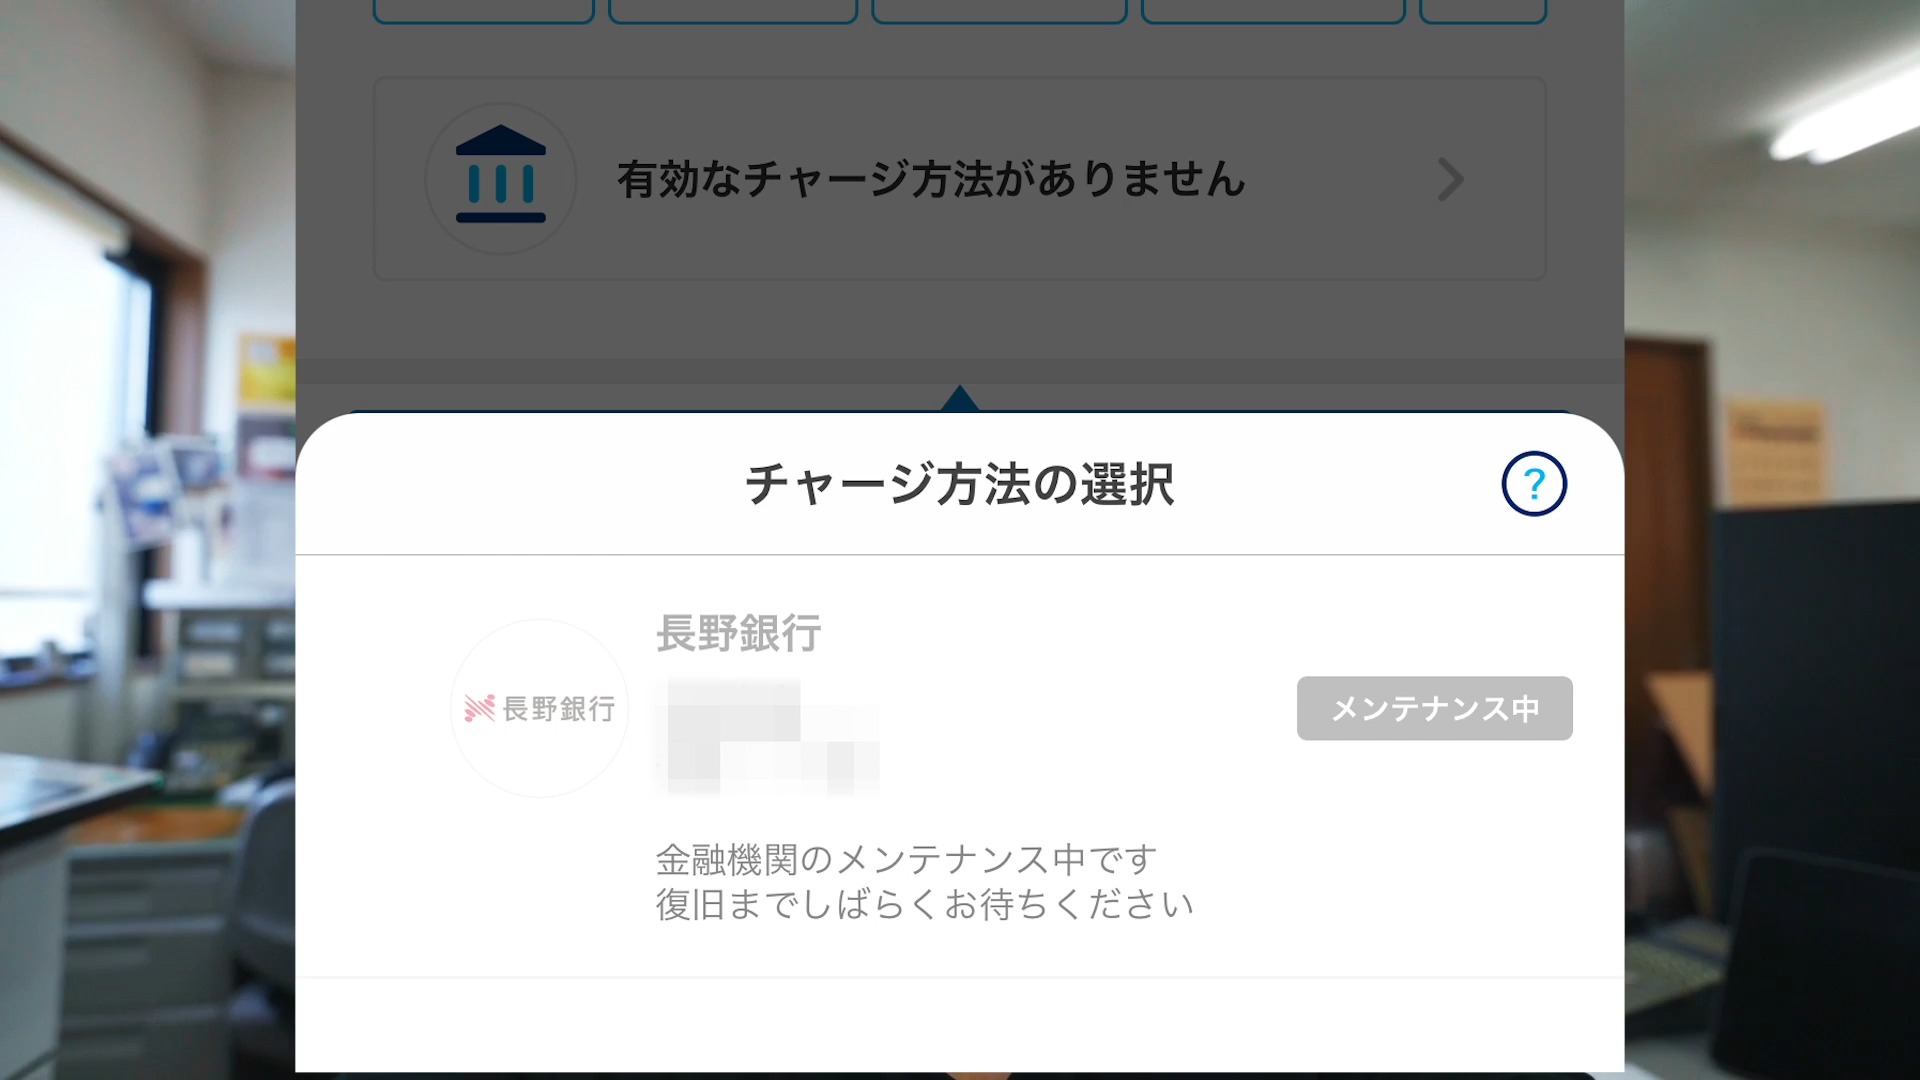 有効なチャージ方法がありません
チャージ方法の選択
?
長野銀行
長野銀行
メンテナンス中
金融機関のメンテナンス中です
復旧までしばらくお待ちください